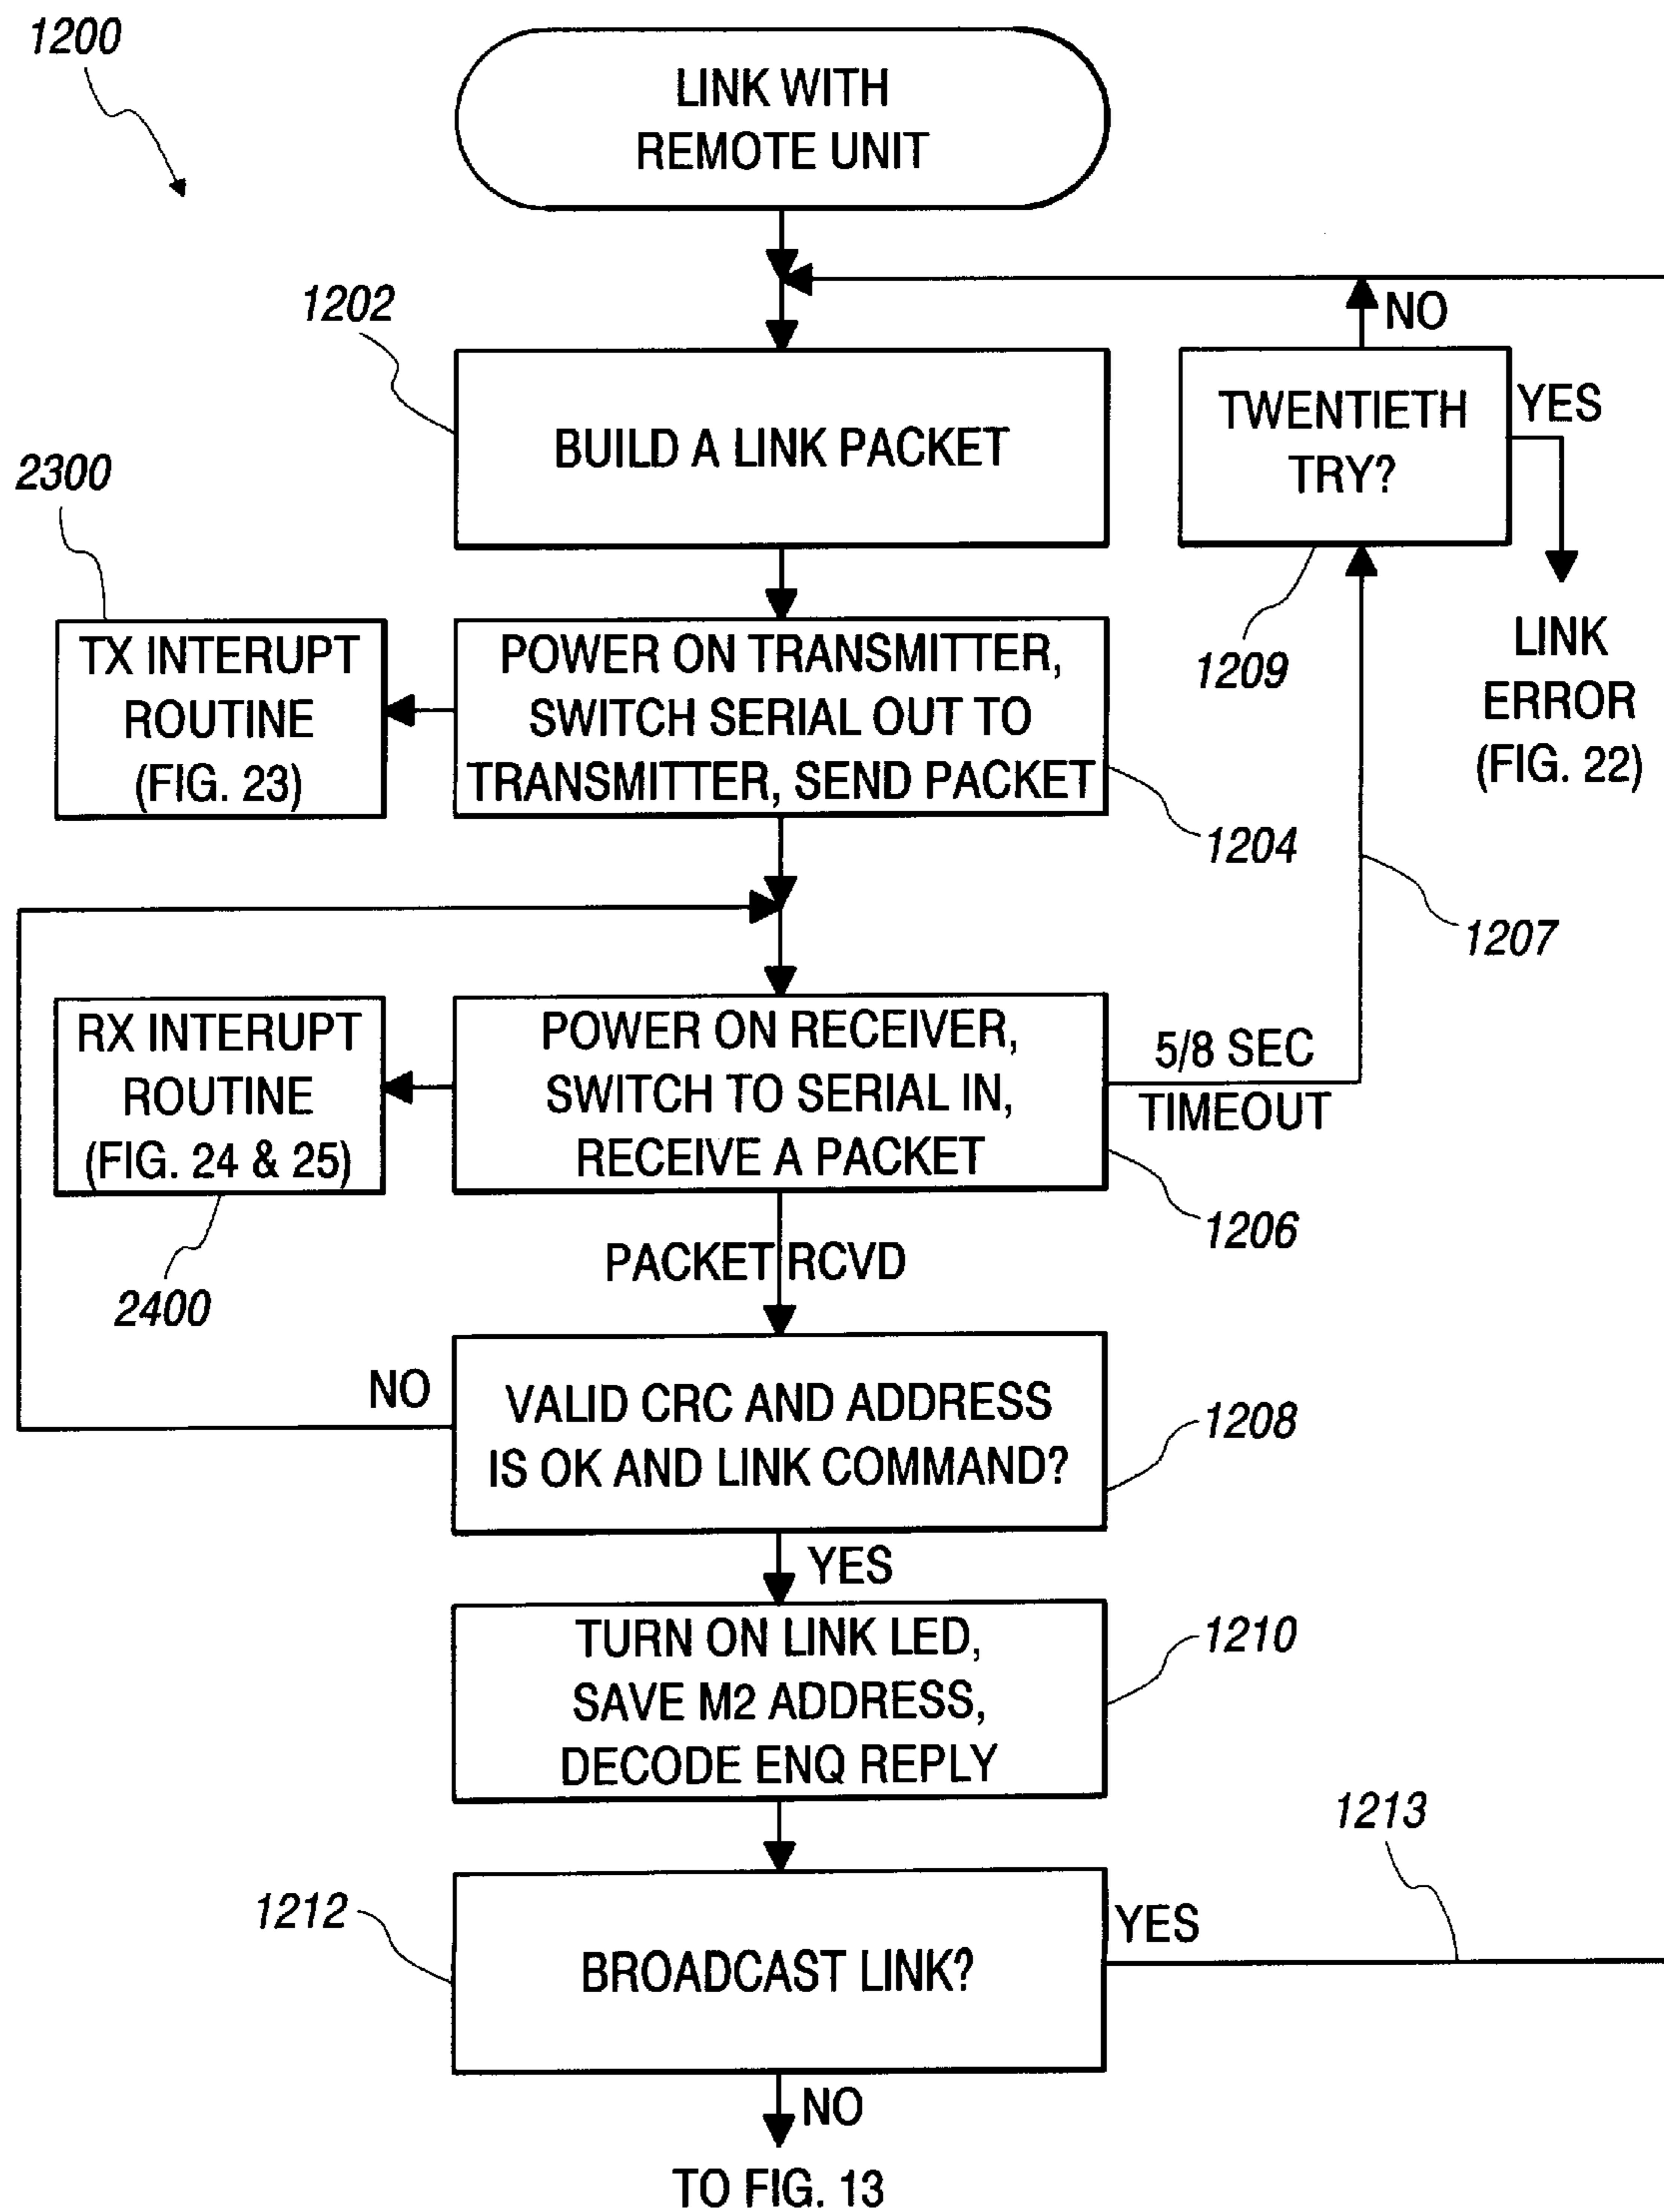 1200
LINK WITH
REMOTE UNIT
1202
NO
BUILD A LINK PACKET
TWENTIETH
TRY?
YES
2300
1209
LINK
ERROR
(FIG. 22)
TX INTERUPT
ROUTINE
(FIG. 23)
POWER ON TRANSMITTER,
SWITCH SERIAL OUT TO
TRANSMITTER, SEND PACKET
1204
1207
RX INTERUPT
ROUTINE
(FIG. 24 & 25)
POWER ON RECEIVER,
SWITCH TO SERIAL IN,
RECEIVE A PACKET
5/8 SEC
TIMEOUT
1206
2400
PACKET RCVD
NO
VALID CRC AND ADDRESS
IS OK AND LINK COMMAND?
1208
YES
TURN ON LINK LED,
SAVE M2 ADDRESS,
DECODE ENQ REPLY
1210
1213
1212
BROADCAST LINK?
YES
NO
TO FIG. 13